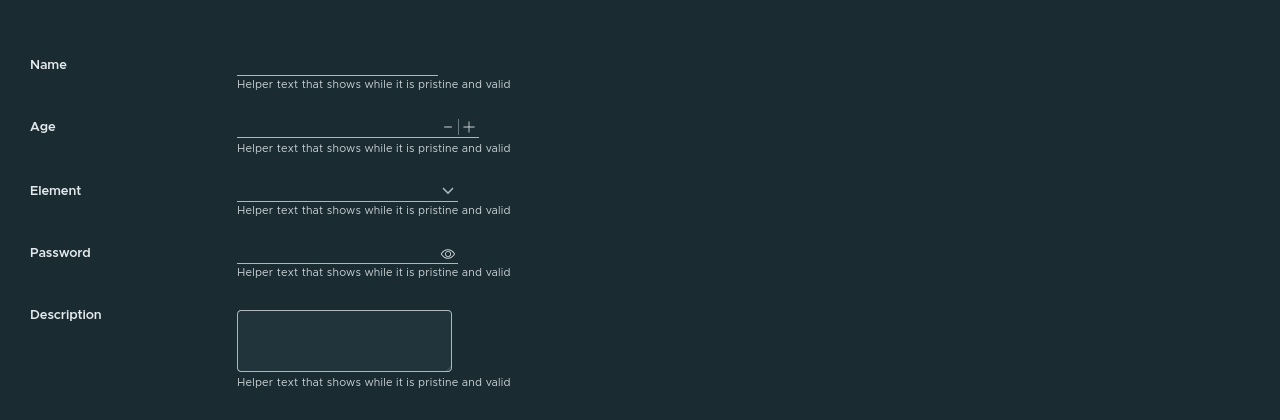 Name
Helper text that shows while it is pristine and valid
Age
Helper text that shows while it is pristine and valid
Element
Helper text that shows while it is pristine and valid
Password
Helper text that shows while it is pristine and valid
Description
Helper text that shows while it is pristine and valid